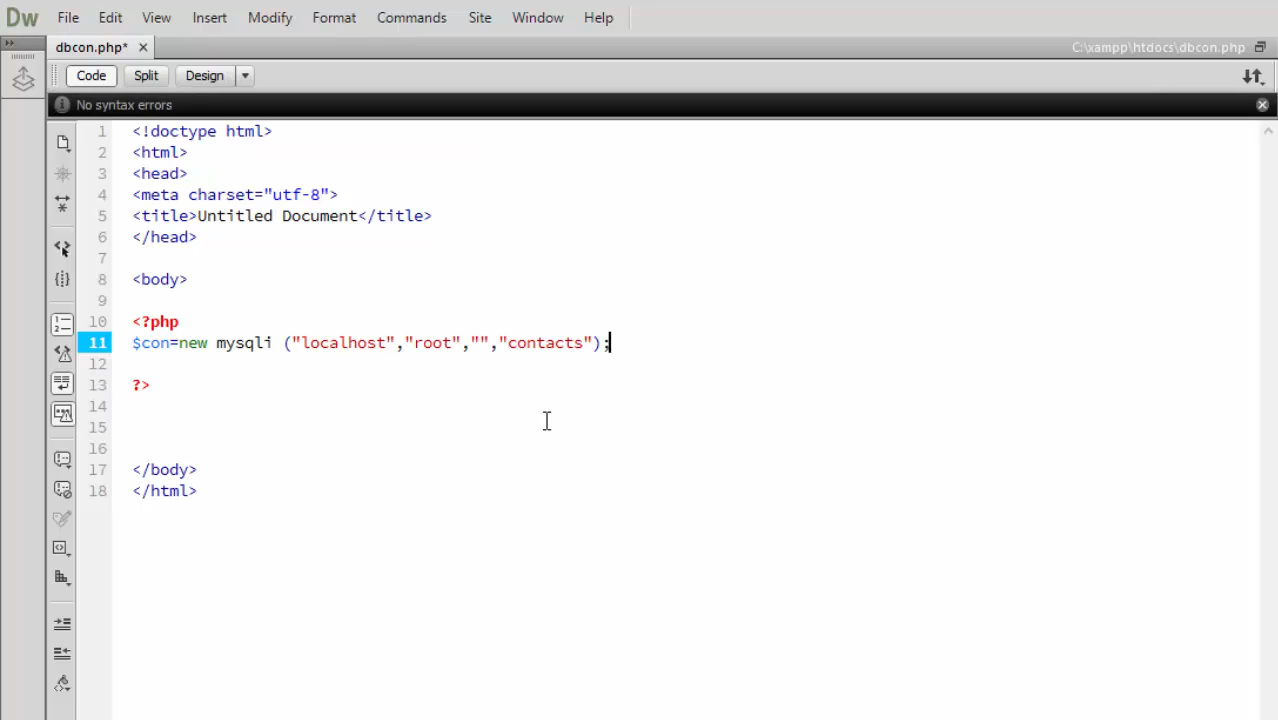 Dw File Edit View Insert Modify Format Commands Site Window Help
dbcon.php* C:\xampp\htdocs\dbcon.php
Code Split Design
No syntax errors
1 <!doctype html>
2 <html>
3 <head>
4 <meta charset="utf-8">
5 <title>Untitled Document</title>
6 </head>
7
8 <body>
9
10 <?php
11 $con=new mysqli ("localhost","root","","contacts");
12
13 ?>
14
15
16
17 </body>
18 </html>